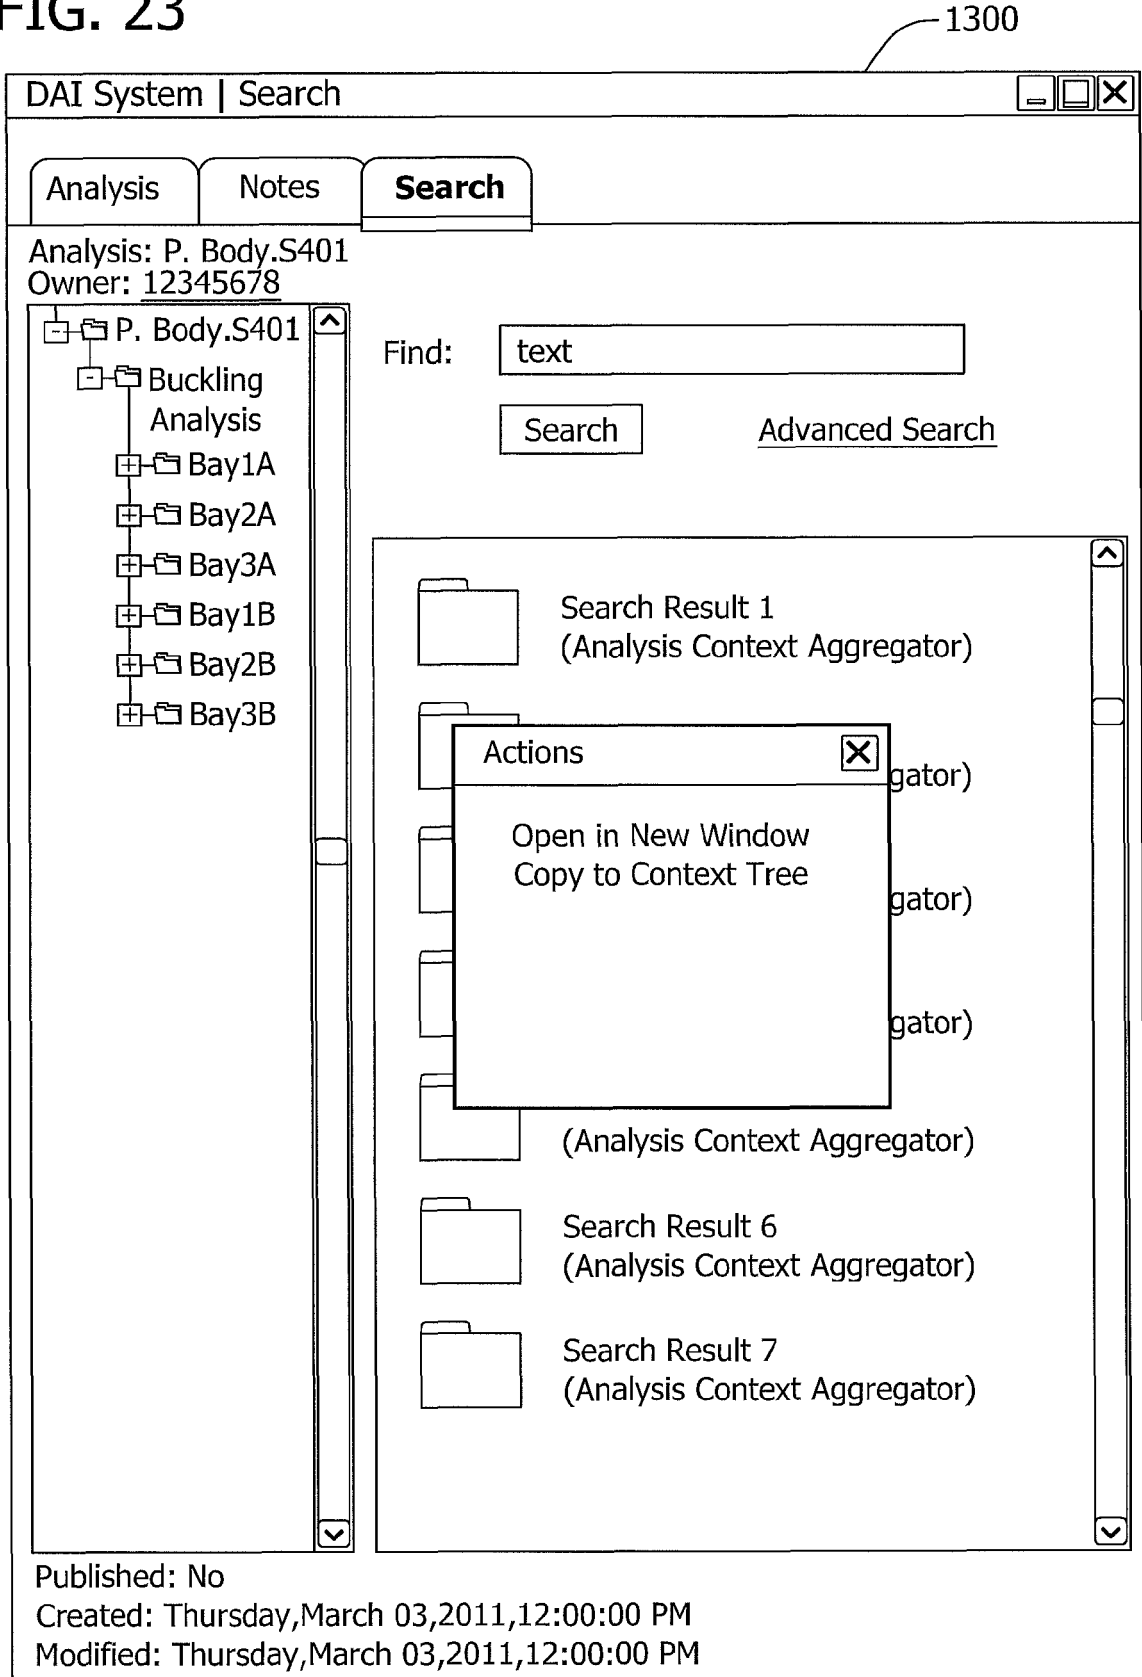 FIG. 23
1300
DAI System | Search
Analysis
Notes
Search
Analysis: P. Body.S401
Owner: 12345678
P. Body.S401
Buckling
Analysis
Bay1A
Bay2A
Bay3A
Bay1B
Bay2B
Bay3B
Find:
text
Search
Advanced Search
Search Result 1
(Analysis Context Aggregator)
Actions
Open in New Window
Copy to Context Tree
gator)
gator)
gator)
(Analysis Context Aggregator)
Search Result 6
(Analysis Context Aggregator)
Search Result 7
(Analysis Context Aggregator)
Published: No
Created: Thursday,March 03,2011,12:00:00 PM
Modified: Thursday,March 03,2011,12:00:00 PM